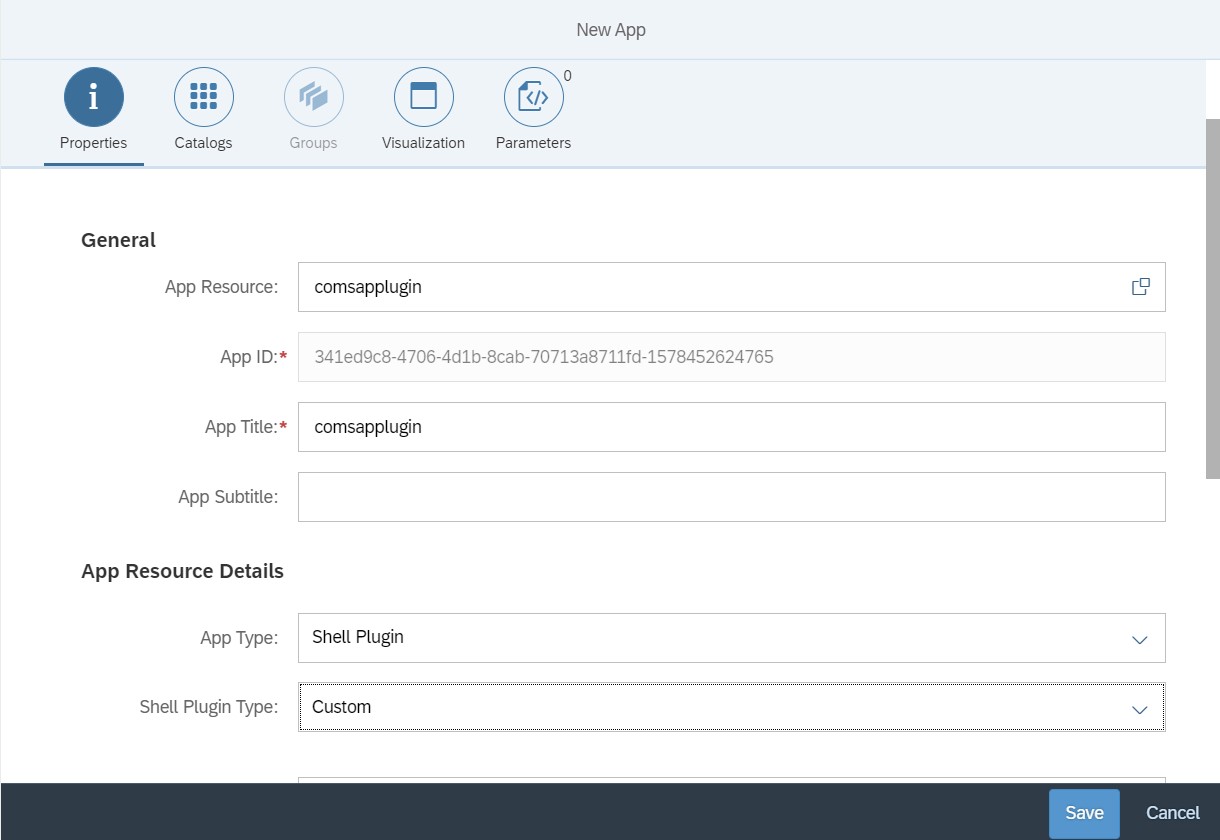 New App
0
Properties Catalogs Groups Visualization Parameters
General
App Resource: comsapplugin
App ID:* 341ed9c8-4706-4d1b-8cab-70713a8711fd-1578452624765
App Title:* comsapplugin
App Subtitle:
App Resource Details
App Type: Shell Plugin
Shell Plugin Type: Custom
Save Cancel